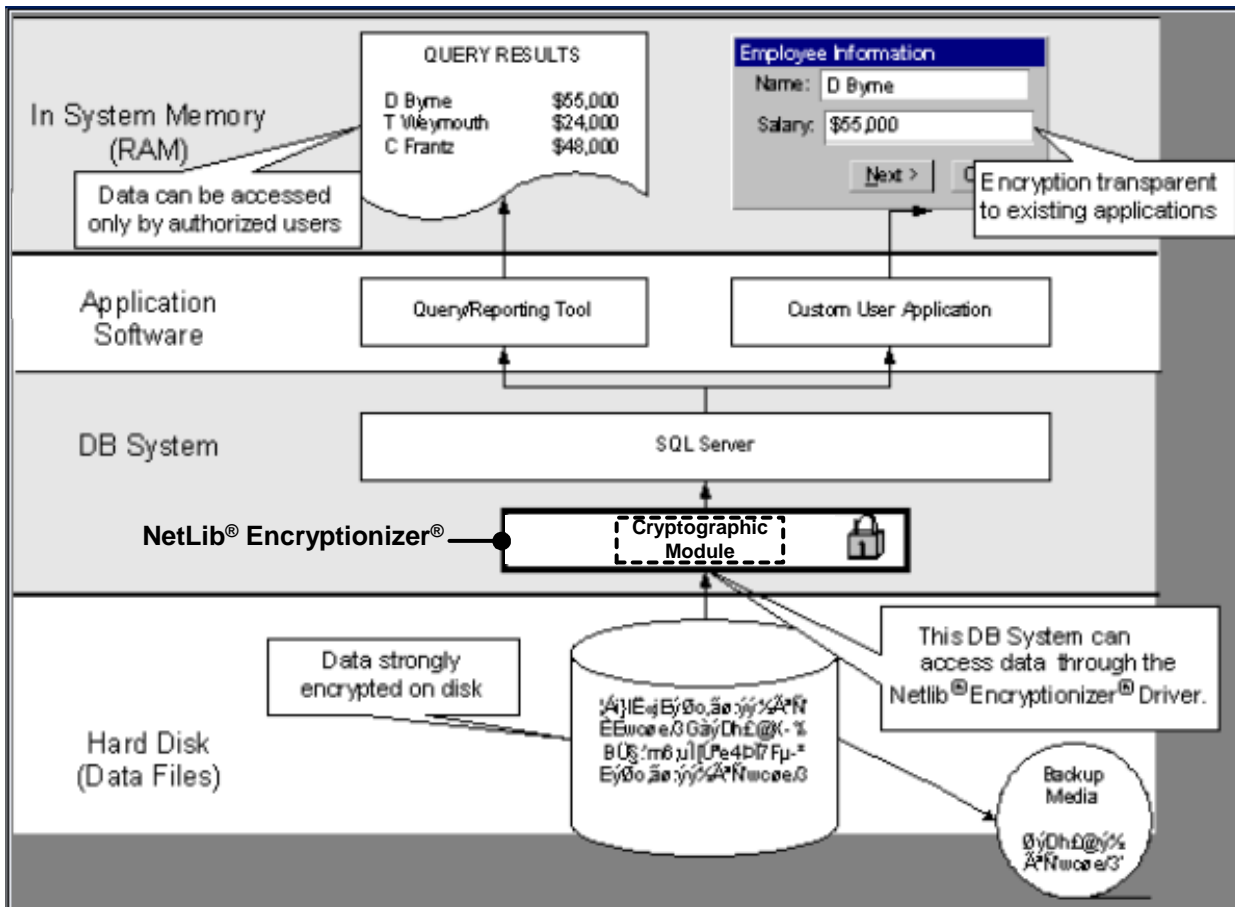 QUERY RESULTS
D Byrne $55,000
T Weymouth $24,000
C Frantz $48,000
Employee Information
Name: D Byrne
Salary: $55,000
Next >
In System Memory
(RAM)
Data can be accessed
only by authorized users
Encryption transparent
to existing applications
Application
Software
Query/Reporting Tool
Custom User Application
DB System
SQL Server
NetLib® Encryptionizer®
Cryptographic
Module
This DB System can
access data through the
Netlib® Encryptionizer® Driver.
Data strongly
encrypted on disk
Hard Disk
(Data Files)
Backup
Media